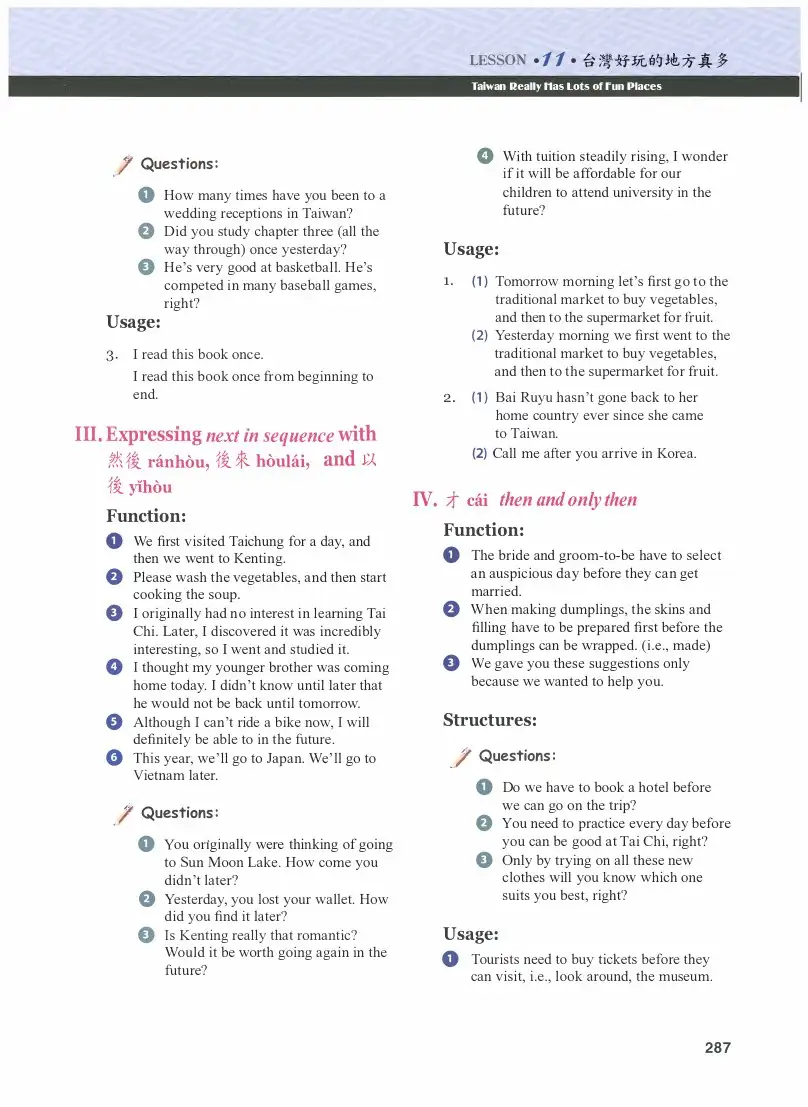 LESSON •11• 台灣好玩的地方真多
Taiwan Really Has Lots of Fun Places
Questions:
1 How many times have you been to a
wedding receptions in Taiwan?
2 Did you study chapter three (all the
way through) once yesterday?
3 He's very good at basketball. He's
competed in many baseball games,
right?
Usage:
3. I read this book once.
I read this book once from beginning to
end.
III. Expressing next in sequence with
然後 ránhòu, 後來 hòulái, and 以
後 yǐhòu
Function:
1 We first visited Taichung for a day, and
then we went to Kenting.
2 Please wash the vegetables, and then start
cooking the soup.
3 I originally had no interest in learning Tai
Chi. Later, I discovered it was incredibly
interesting, so I went and studied it.
4 I thought my younger brother was coming
home today. I didn't know until later that
he would not be back until tomorrow.
5 Although I can't ride a bike now, I will
definitely be able to in the future.
6 This year, we'll go to Japan. We'll go to
Vietnam later.
Questions:
1 You originally were thinking of going
to Sun Moon Lake. How come you
didn't later?
2 Yesterday, you lost your wallet. How
did you find it later?
3 Is Kenting really that romantic?
Would it be worth going again in the
future?
4 With tuition steadily rising, I wonder
if it will be affordable for our
children to attend university in the
future?
Usage:
1. (1) Tomorrow morning let's first go to the
traditional market to buy vegetables,
and then to the supermarket for fruit.
(2) Yesterday morning we first went to the
traditional market to buy vegetables,
and then to the supermarket for fruit.
2. (1) Bai Ruyu hasn't gone back to her
home country ever since she came
to Taiwan.
(2) Call me after you arrive in Korea.
IV. 才 cái then and only then
Function:
1 The bride and groom-to-be have to select
an auspicious day before they can get
married.
2 When making dumplings, the skins and
filling have to be prepared first before the
dumplings can be wrapped. (i.e., made)
3 We gave you these suggestions only
because we wanted to help you.
Structures:
Questions:
1 Do we have to book a hotel before
we can go on the trip?
2 You need to practice every day before
you can be good at Tai Chi, right?
3 Only by trying on all these new
clothes will you know which one
suits you best, right?
Usage:
1 Tourists need to buy tickets before they
can visit, i.e., look around, the museum.
287